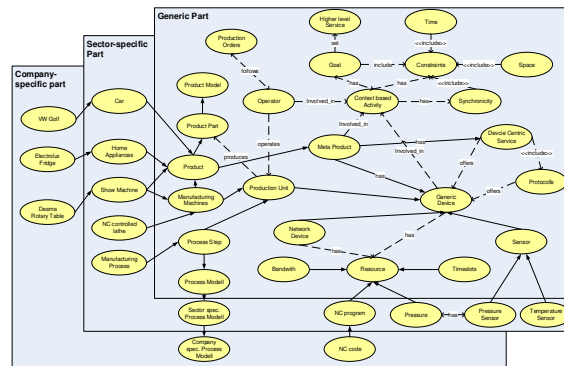 Generic Part
Sector-specific
Part
Company-
specific part
Higher level
Service
Time
Production
Orders
set
<<include>>
Goal
include*
Constraints
<<include>>
Space
follows
has
has
<<include>>
Car
Product Model
Operator
Involved_in
Context based
Activity
has
Synchronicity
VW Golf
Product Part
Involved_in
Devcie Centric
Service
operates
Home
Appliances
Meta Product
has
Involved_in
<<include>>
Electrolux
Fridge
Product
produces
has
offers
Protocolls
Show Machine
Production Unit
offers
Desma
Rotary Table
Manufacturing
Machines
Generic
Device
NC controlled
lathe
Network
Device
has
Process Step
has
Sensor
Manufacturing
Process
Bandwith
Resource
Timeslots
Process Modell
Sector spec.
Process Modell
NC program
Pressure
has
Pressure
Sensor
Temperature
Sensor
Company
spec. Process
Modell
NC code